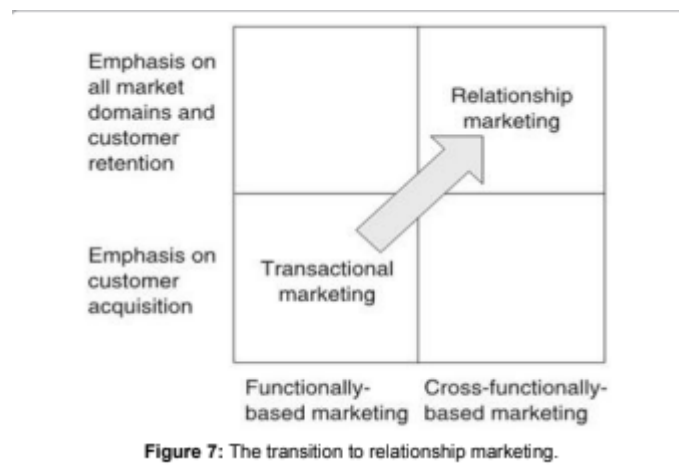 Emphasis on
all market
domains and
customer
retention
Relationship
marketing
Emphasis on
customer
acquisition
Transactional
marketing
Functionally-
based marketing
Cross-functionally-
based marketing
Figure 7: The transition to relationship marketing.